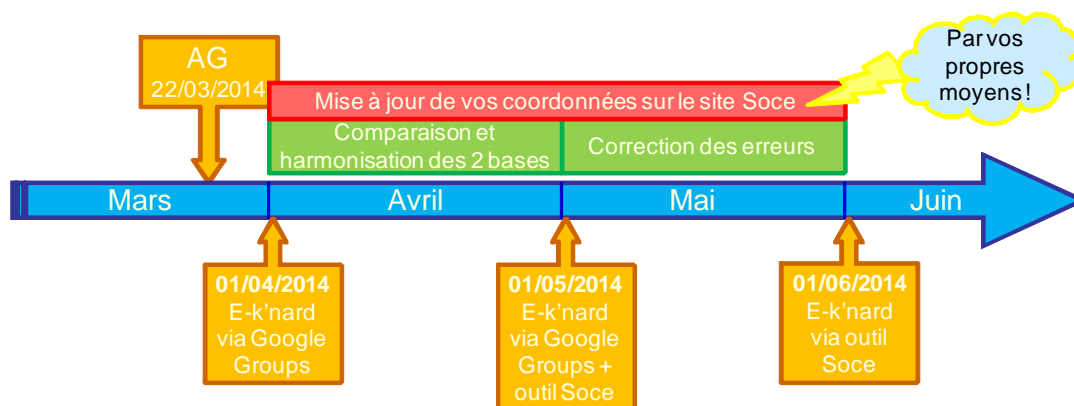 AG
22/03/2014
Par vos
propres
moyens !
Mise à jour de vos coordonnées sur le site Soce
Comparaison et
harmonisation des 2 bases
Correction des erreurs
Mars
Avril
Mai
Juin
01/04/2014
E-k'nard
via Google
Groups
01/05/2014
E-k'nard
via Google
Groups +
outil Soce
01/06/2014
E-k'nard
via outil
Soce